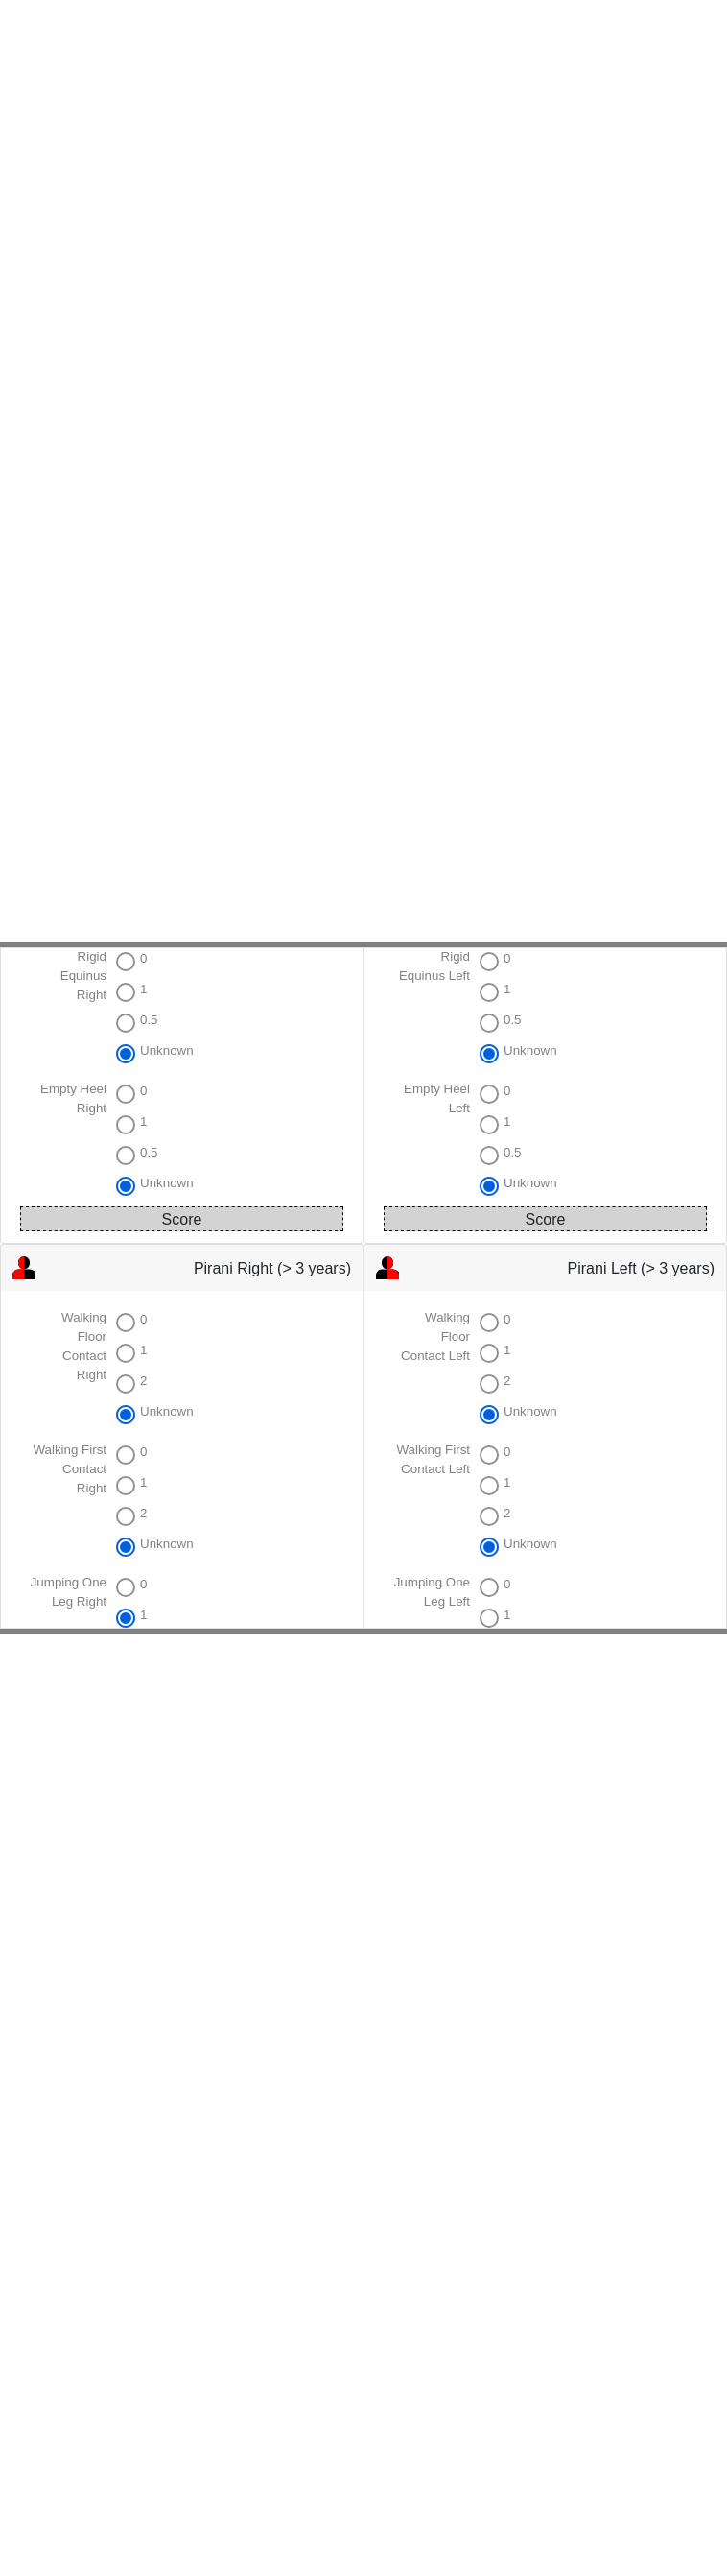 Rigid
Equinus
Right
0
1
0.5
Unknown
Rigid
Equinus Left
0
1
0.5
Unknown
Empty Heel
Right
0
1
0.5
Unknown
Empty Heel
Left
0
1
0.5
Unknown
Score
Score
Pirani Right (> 3 years)
Pirani Left (> 3 years)
Walking
Floor
Contact
Right
0
1
2
Unknown
Walking
Floor
Contact Left
0
1
2
Unknown
Walking First
Contact
Right
0
1
2
Unknown
Walking First
Contact Left
0
1
2
Unknown
Jumping One
Leg Right
0
1
Jumping One
Leg Left
0
1